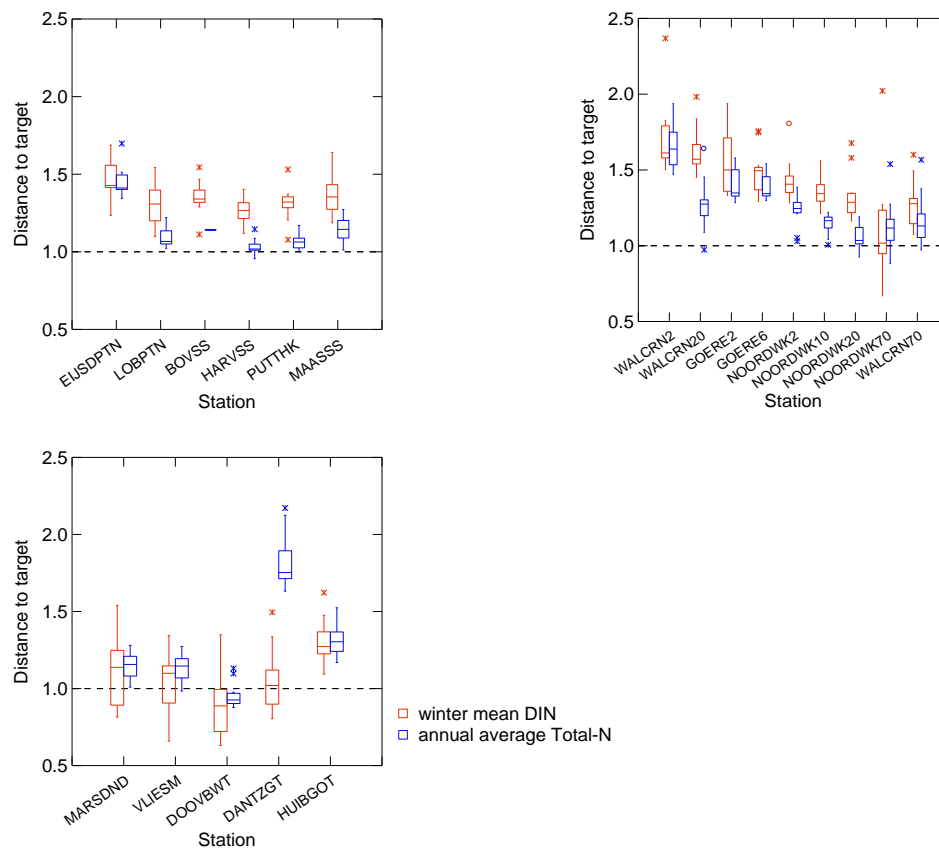 2.5
2.0
1.5
1.0
0.5
Distance to target
EIJSDPTN
LOBPTN
BOVSS
HARVSS
PUTTHK
MAASSS
Station
2.5
2.0
1.5
1.0
0.5
Distance to target
WALCRN2
WALCRN20
GOERE2
GOERE6
NOORDWK2
NOORDWK10
NOORDWK20
NOORDWK70
WALCRN70
Station
2.5
2.0
1.5
1.0
0.5
Distance to target
MARSDND
VLIESM
DOOVBWT
DANTZGT
HUIBGOT
Station
winter mean DIN
annual average Total-N